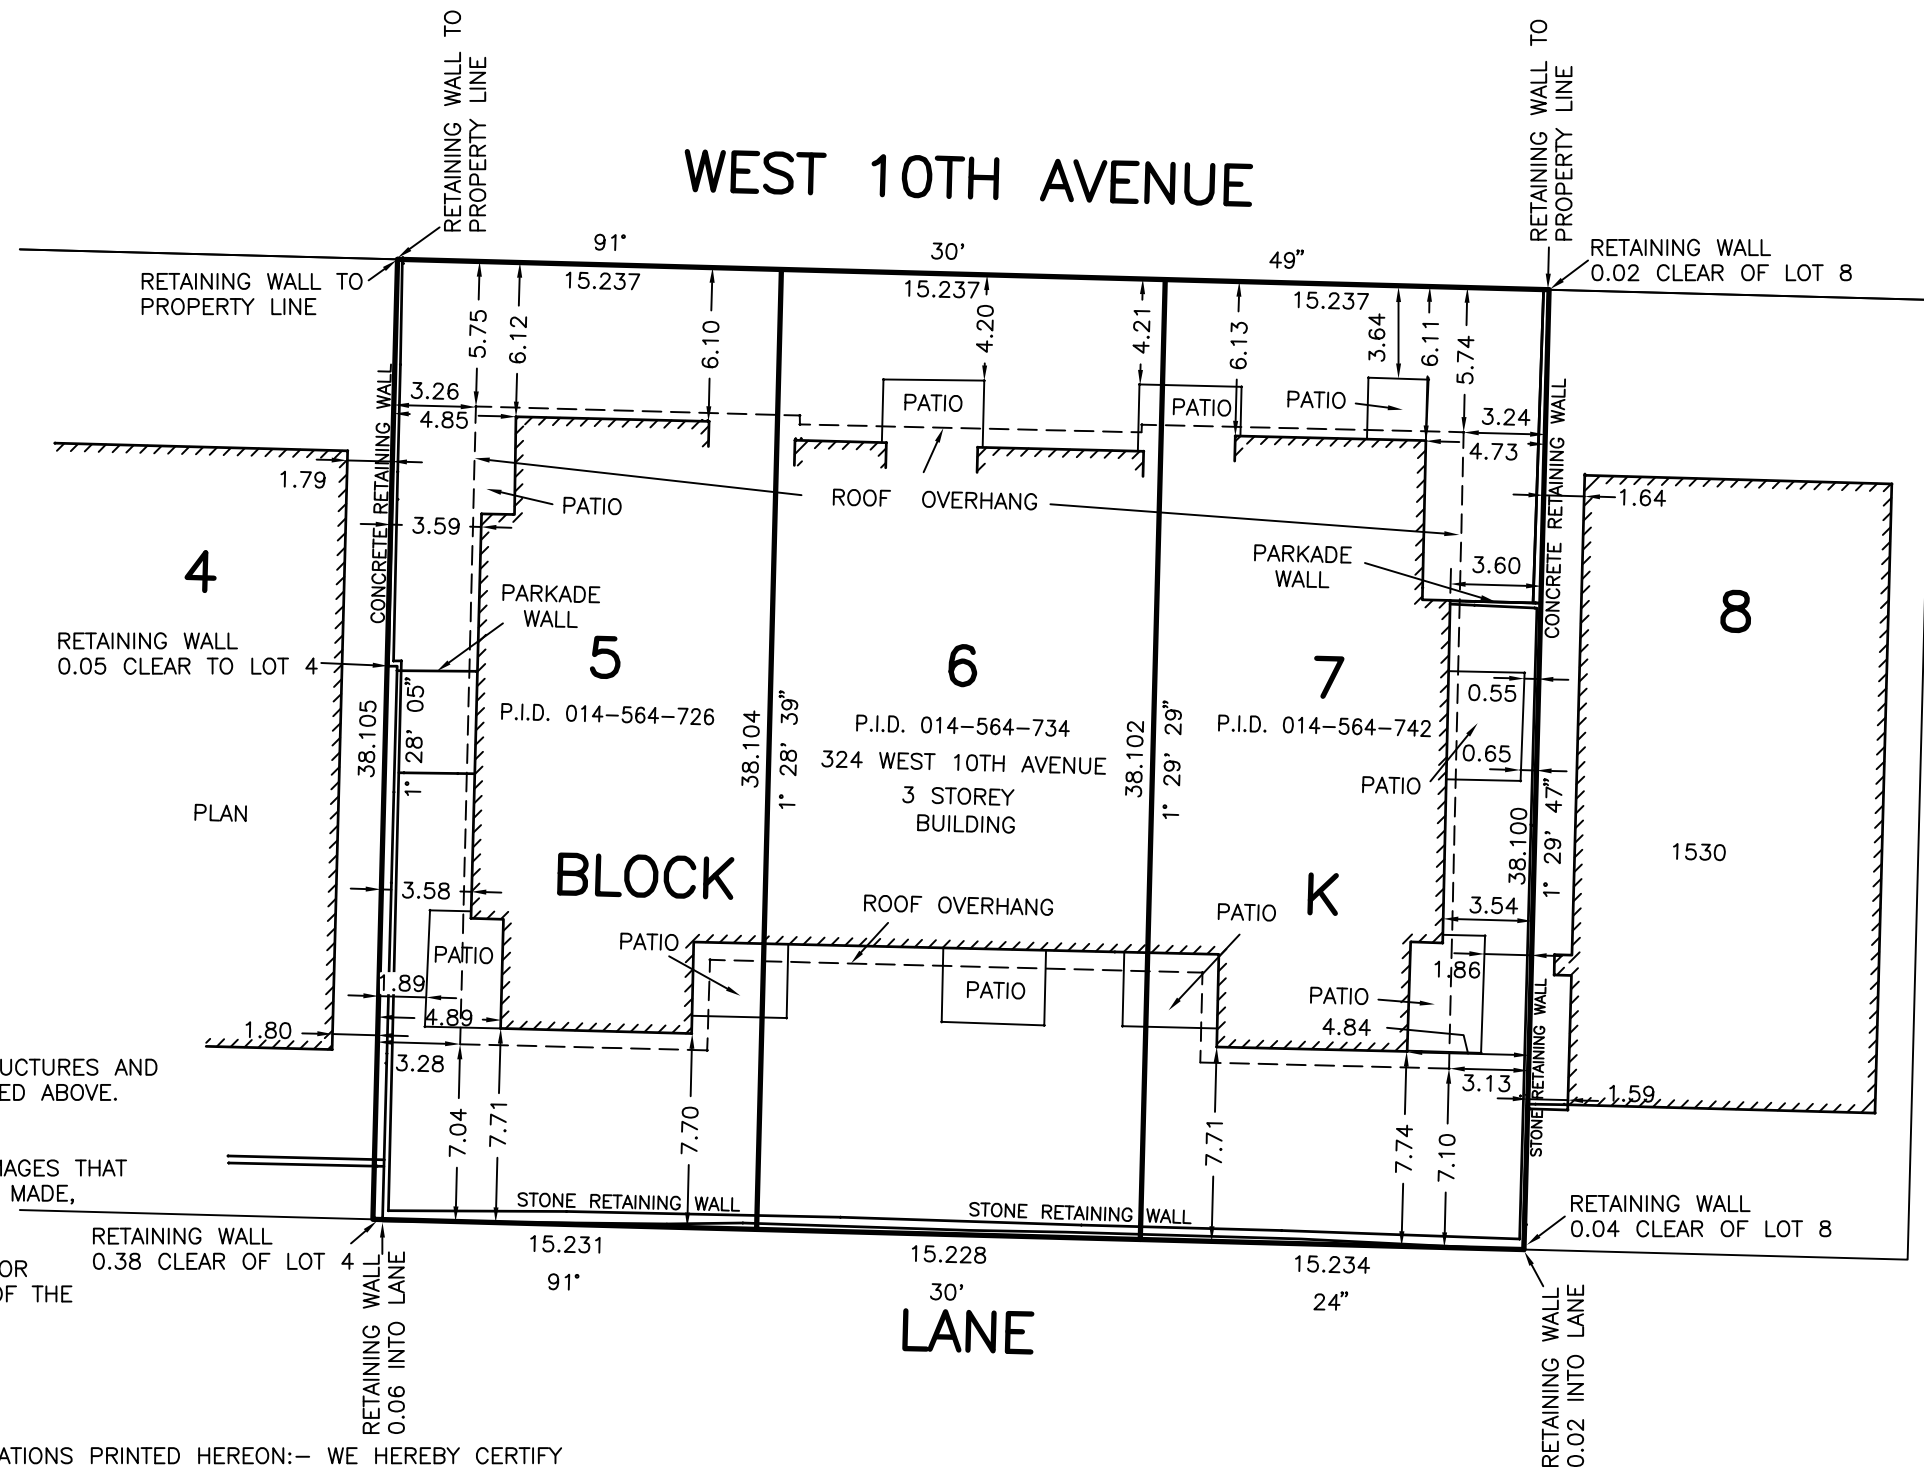 RETAINING WALL TO
PROPERTY LINE
RETAINING WALL TO
PROPERTY LINE
WEST 10TH AVENUE
91° 30' 49"
RETAINING WALL
0.02 CLEAR OF LOT 8
RETAINING WALL TO
PROPERTY LINE
15.237 15.237 15.237
5.75
6.12
6.10
4.20
4.21
6.13
3.64
6.11
5.74
3.26
4.85
PATIO
PATIO
PATIO
3.24
4.73
CONCRETE RETAINING WALL
CONCRETE RETAINING WALL
1.79
PATIO
ROOF OVERHANG
1.64
3.59
4
PARKADE
WALL
PARKADE
WALL
3.60
8
RETAINING WALL
0.05 CLEAR TO LOT 4
5
6
7
P.I.D. 014-564-726
P.I.D. 014-564-734
P.I.D. 014-564-742
324 WEST 10TH AVENUE
3 STOREY
BUILDING
38.105
1° 28' 05"
38.104
1° 28' 39"
38.102
1° 29' 29"
0.55
0.65
PATIO
38.100
1° 29' 47"
PLAN
1530
BLOCK
K
3.58
ROOF OVERHANG
PATIO
3.54
PATIO
PATIO
PATIO
1.86
PATIO
1.89
4.89
4.84
1.80
3.28
3.13
1.59
STONE RETAINING WALL
UCTURES AND
ED ABOVE.
7.04
7.71
7.70
7.71
7.74
7.10
MAGES THAT
MADE,
STONE RETAINING WALL
STONE RETAINING WALL
RETAINING WALL
0.38 CLEAR OF LOT 4
RETAINING WALL
0.04 CLEAR OF LOT 8
15.231 15.228 15.234
91° 30' 24"
OR
OF THE
LANE
RETAINING WALL
0.06 INTO LANE
RETAINING WALL
0.02 INTO LANE
ATIONS PRINTED HEREON:– WE HEREBY CERTIFY